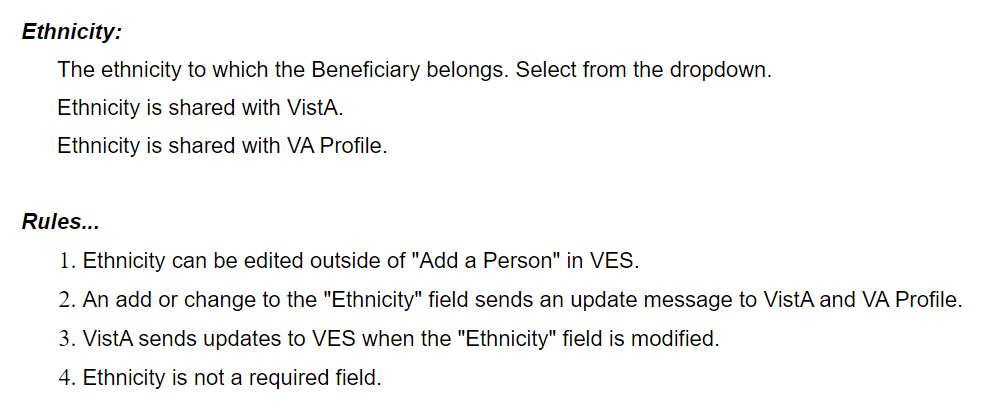 Ethnicity:
The ethnicity to which the Beneficiary belongs. Select from the dropdown.
Ethnicity is shared with VistA.
Ethnicity is shared with VA Profile.
Rules...
1. Ethnicity can be edited outside of "Add a Person" in VES.
2. An add or change to the "Ethnicity" field sends an update message to VistA and VA Profile.
3. VistA sends updates to VES when the "Ethnicity" field is modified.
4. Ethnicity is not a required field.